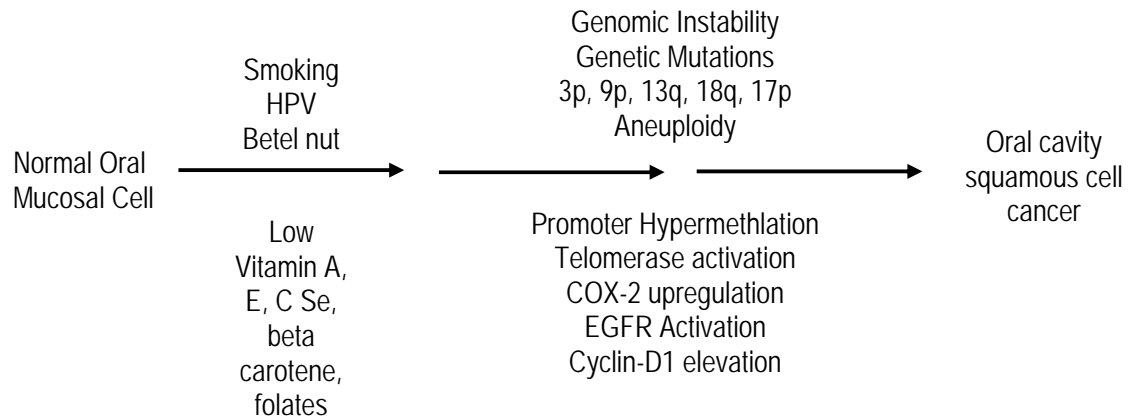 Normal Oral
Mucosal Cell
Smoking
HPV
Betel nut
Low
Vitamin A,
E, C Se,
beta
carotene,
folates
Genomic Instability
Genetic Mutations
3p, 9p, 13q, 18q, 17p
Aneuploidy
Promoter Hypermethlation
Telomerase activation
COX-2 upregulation
EGFR Activation
Cyclin-D1 elevation
Oral cavity
squamous cell
cancer